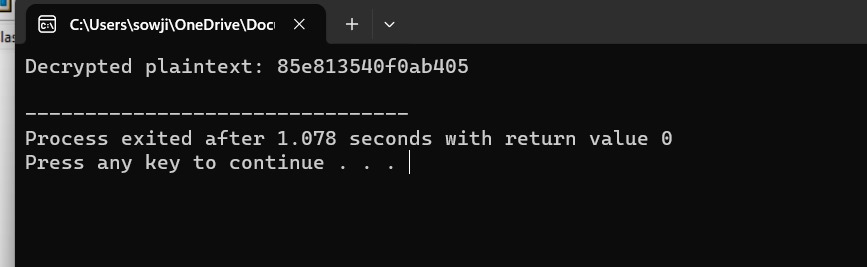 C:\Users\sowji\OneDrive\Doc
Decrypted plaintext: 85e813540f0ab405
--------------------------------
Process exited after 1.078 seconds with return value 0
Press any key to continue . . .